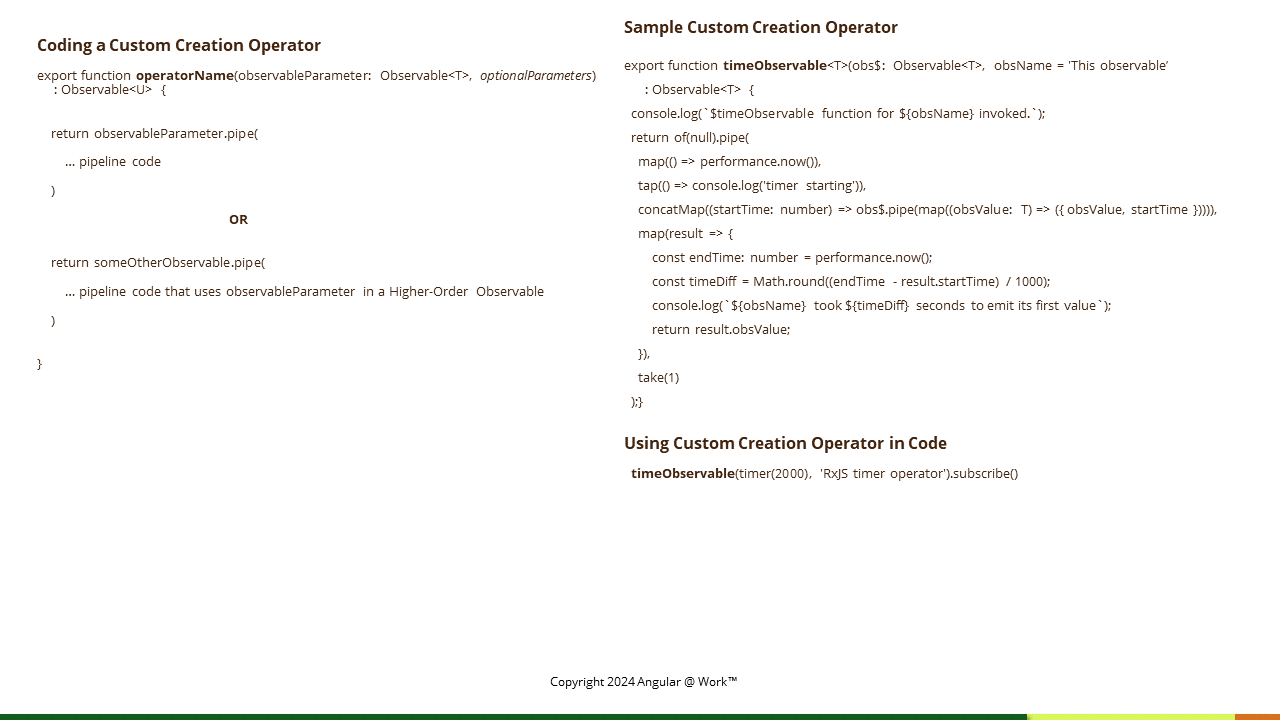 Coding a Custom Creation Operator
export function operatorName(observableParameter: Observable<T>, optionalParameters)
: Observable<U> {
return observableParameter.pipe(
... pipeline code
)
OR
return someOtherObservable.pipe(
... pipeline code that uses observableParameter in a Higher-Order Observable
)
}
Sample Custom Creation Operator
export function timeObservable<T>(obs$: Observable<T>, obsName = 'This observable’
: Observable<T> {
console.log(`$timeObservable function for ${obsName} invoked.`);
return of(null).pipe(
map(() => performance.now()),
tap(() => console.log('timer starting')),
concatMap((startTime: number) => obs$.pipe(map((obsValue: T) => ({ obsValue, startTime })))),
map(result => {
const endTime: number = performance.now();
const timeDiff = Math.round((endTime - result.startTime) / 1000);
console.log(`${obsName} took ${timeDiff} seconds to emit its first value`);
return result.obsValue;
}),
take(1)
);}
Using Custom Creation Operator in Code
timeObservable(timer(2000), 'RxJS timer operator').subscribe()
Copyright 2024 Angular @ Work™